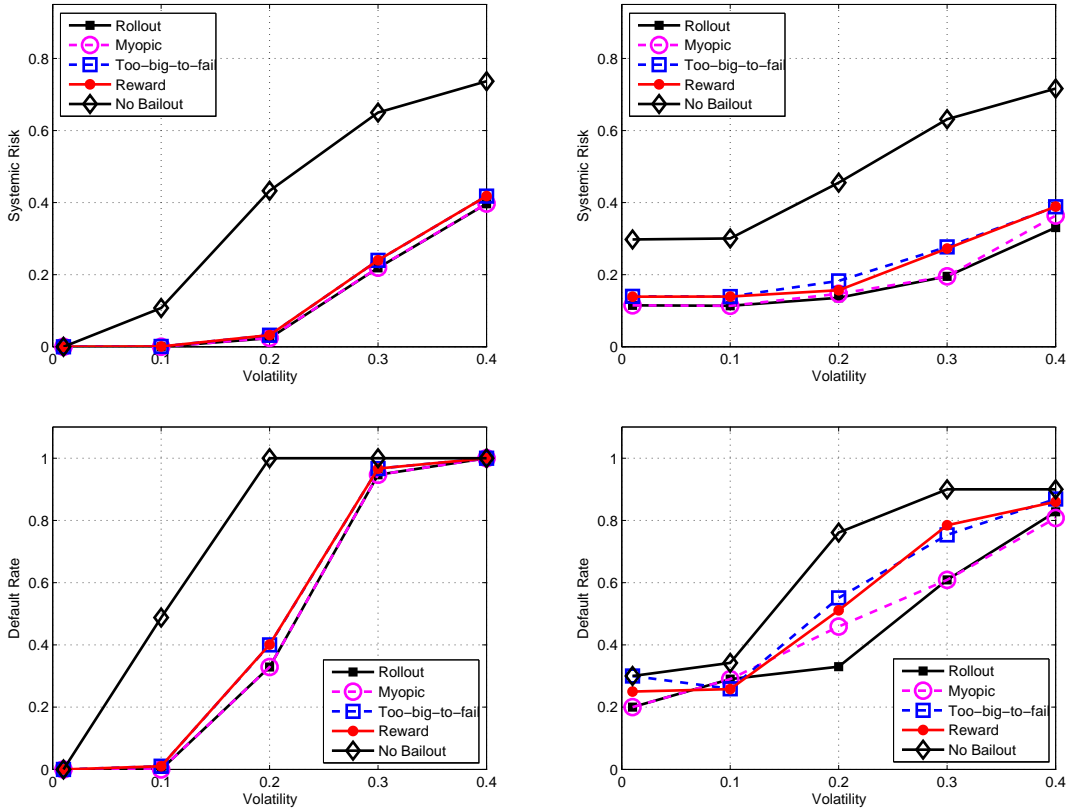 0.8
0.6
0.4
0.2
0
Systemic Risk
Rollout
Myopic
Too-big-to-fail
Reward
No Bailout
0 0.1 0.2 0.3 0.4
Volatility
0.8
0.6
0.4
0.2
0
Systemic Risk
Rollout
Myopic
Too-big-to-fail
Reward
No Bailout
0 0.1 0.2 0.3 0.4
Volatility
1
0.8
0.6
0.4
0.2
0
Default Rate
Rollout
Myopic
Too-big-to-fail
Reward
No Bailout
0 0.1 0.2 0.3 0.4
Volatility
1
0.8
0.6
0.4
0.2
0
Default Rate
Rollout
Myopic
Too-big-to-fail
Reward
No Bailout
0 0.1 0.2 0.3 0.4
Volatility